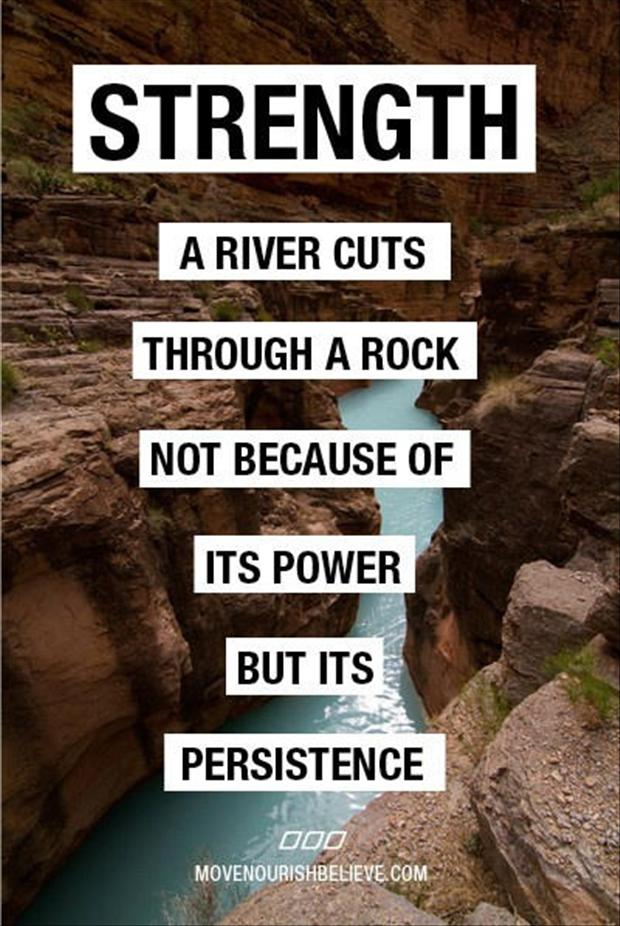 STRENGTH
A RIVER CUTS
THROUGH A ROCK
NOT BECAUSE OF
ITS POWER
BUT ITS
PERSISTENCE
MOVENOURISHBELIEVE.COM